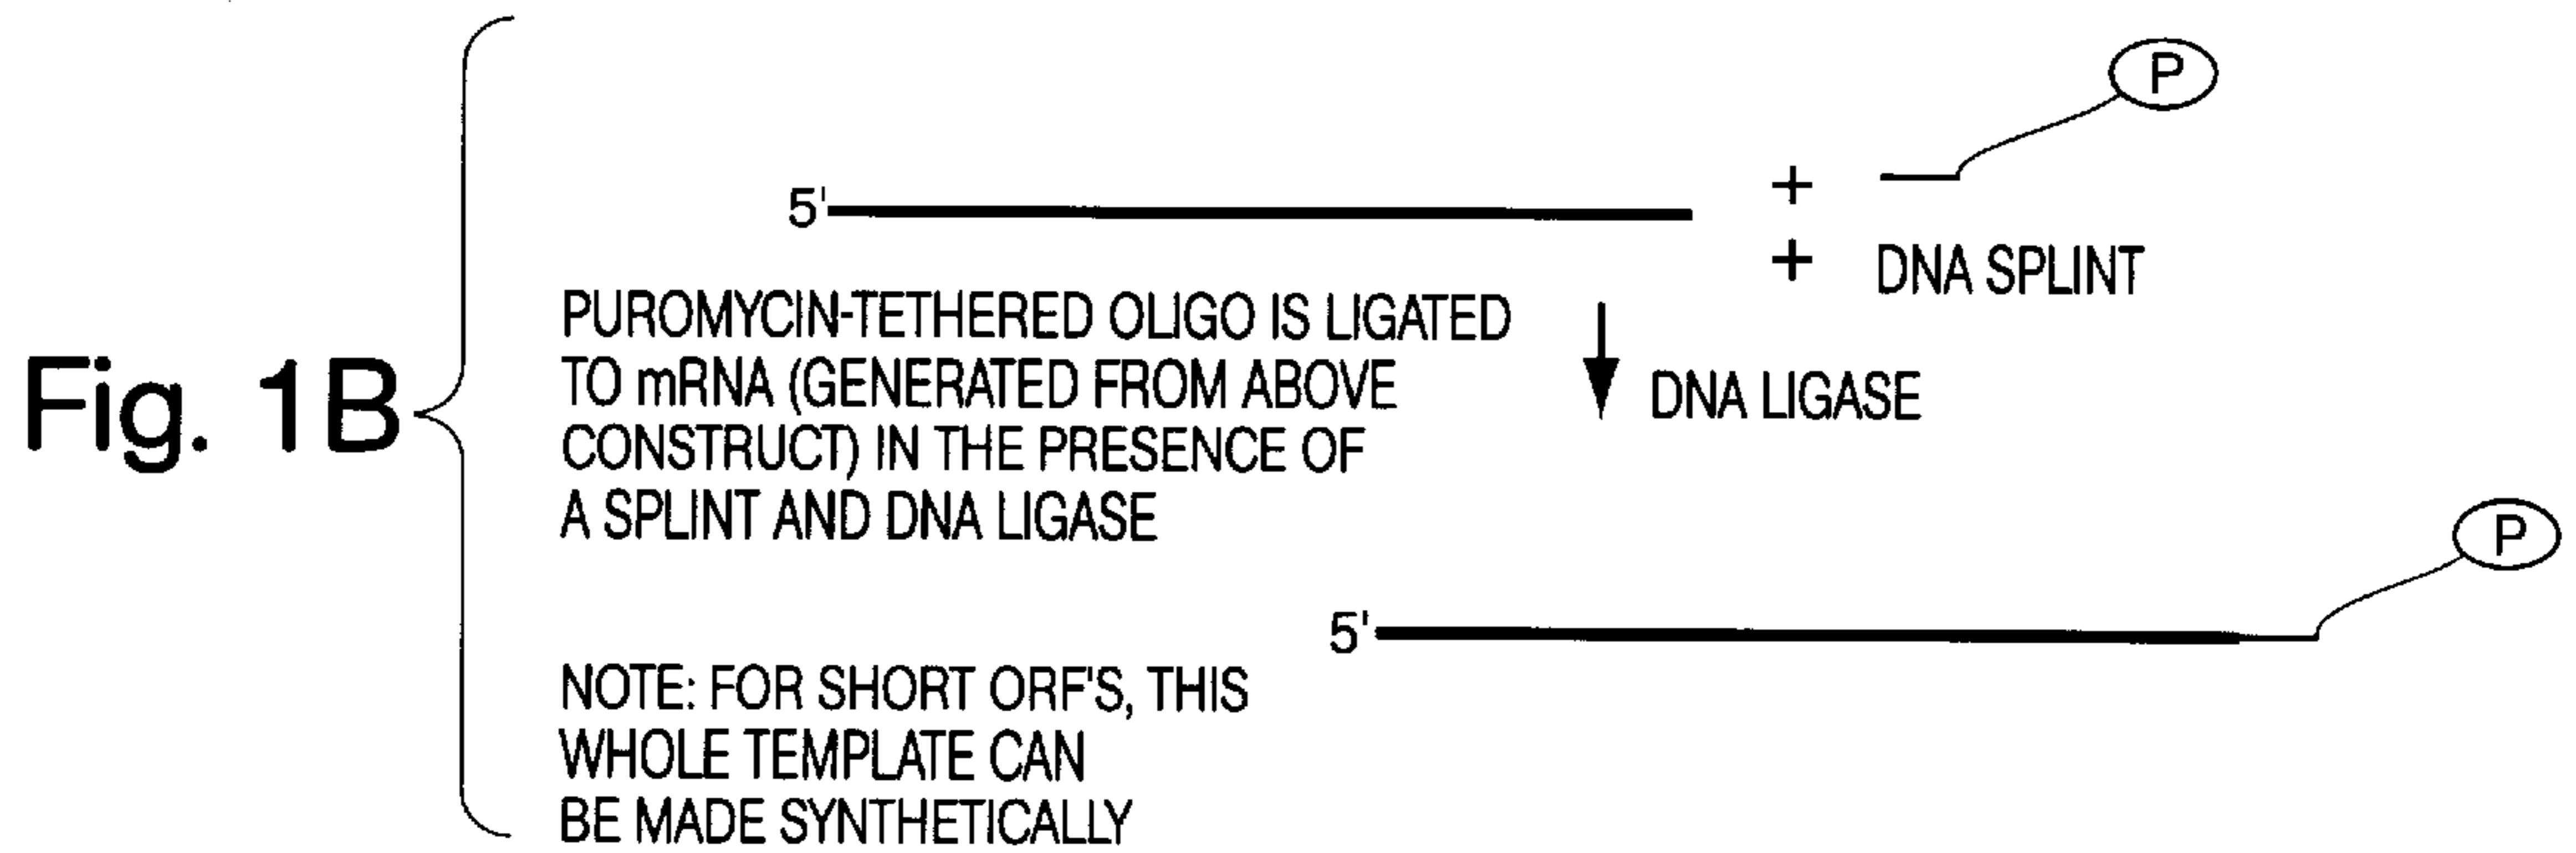 Fig. 1B
P
5'
+
+ DNA SPLINT
PUROMYCIN-TETHERED OLIGO IS LIGATED
TO mRNA (GENERATED FROM ABOVE
CONSTRUCT) IN THE PRESENCE OF
A SPLINT AND DNA LIGASE
DNA LIGASE
P
5'
NOTE: FOR SHORT ORF'S, THIS
WHOLE TEMPLATE CAN
BE MADE SYNTHETICALLY